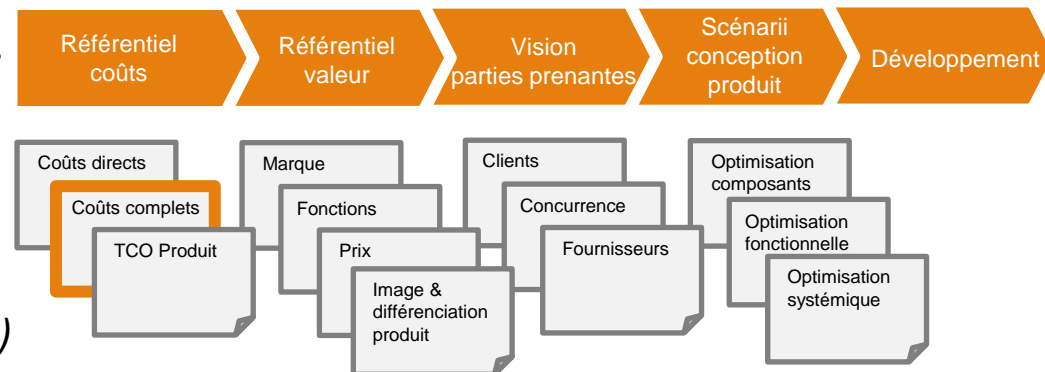 Référentiel
coûts
Référentiel
valeur
Vision
parties prenantes
Scénarii
conception
produit
Développement
Coûts directs
Coûts complets
TCO Produit
Marque
Fonctions
Prix
Image &
différenciation
produit
Clients
Concurrence
Fournisseurs
Optimisation
composants
Optimisation
fonctionnelle
Optimisation
systémique
)